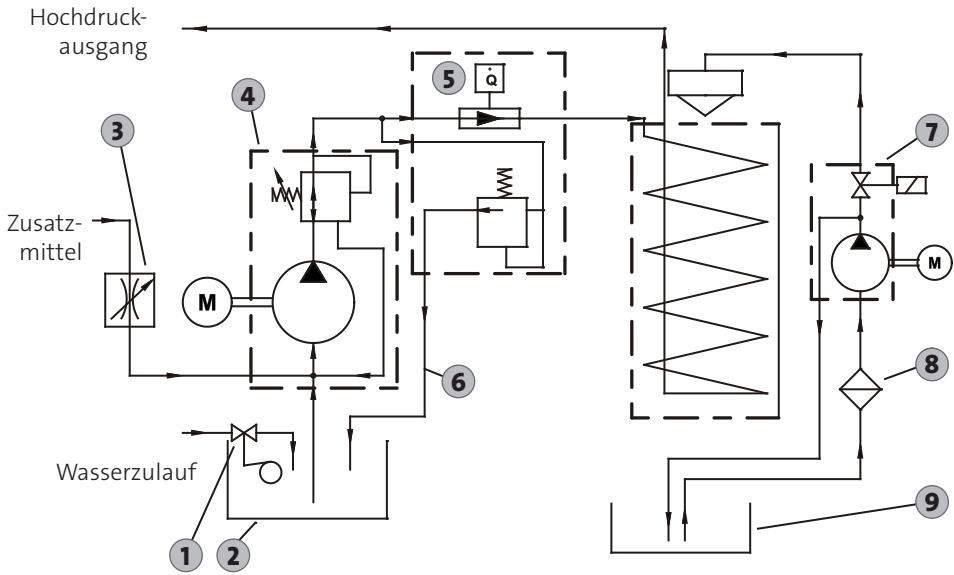 Hochdruck-
ausgang
5
Q̇
4
3
7
Zusatz-
mittel
M
M
6
8
Wasserzulauf
9
1
2